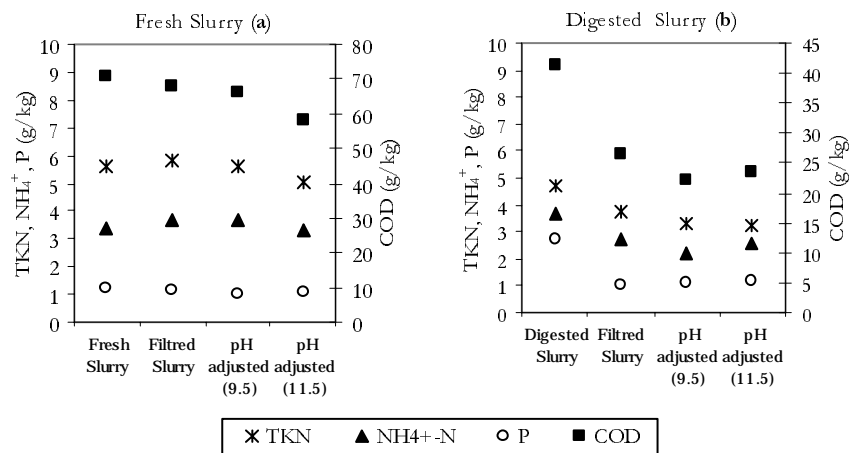 Fresh Slurry (a)
TKN, NH4+, P (g/kg)
10
9
8
7
6
5
4
3
2
1
0
80
70
60
50
40
30
20
10
0
COD (g/kg)
Fresh Slurry
Filtred Slurry
pH adjusted (9.5)
pH adjusted (11.5)
Digested Slurry (b)
TKN, NH4+, P (g/kg)
10
9
8
7
6
5
4
3
2
1
0
45
40
35
30
25
20
15
10
5
0
COD (g/kg)
Digested Slurry
Filtred Slurry
pH adjusted (9.5)
pH adjusted (11.5)
TKN NH4+-N P COD